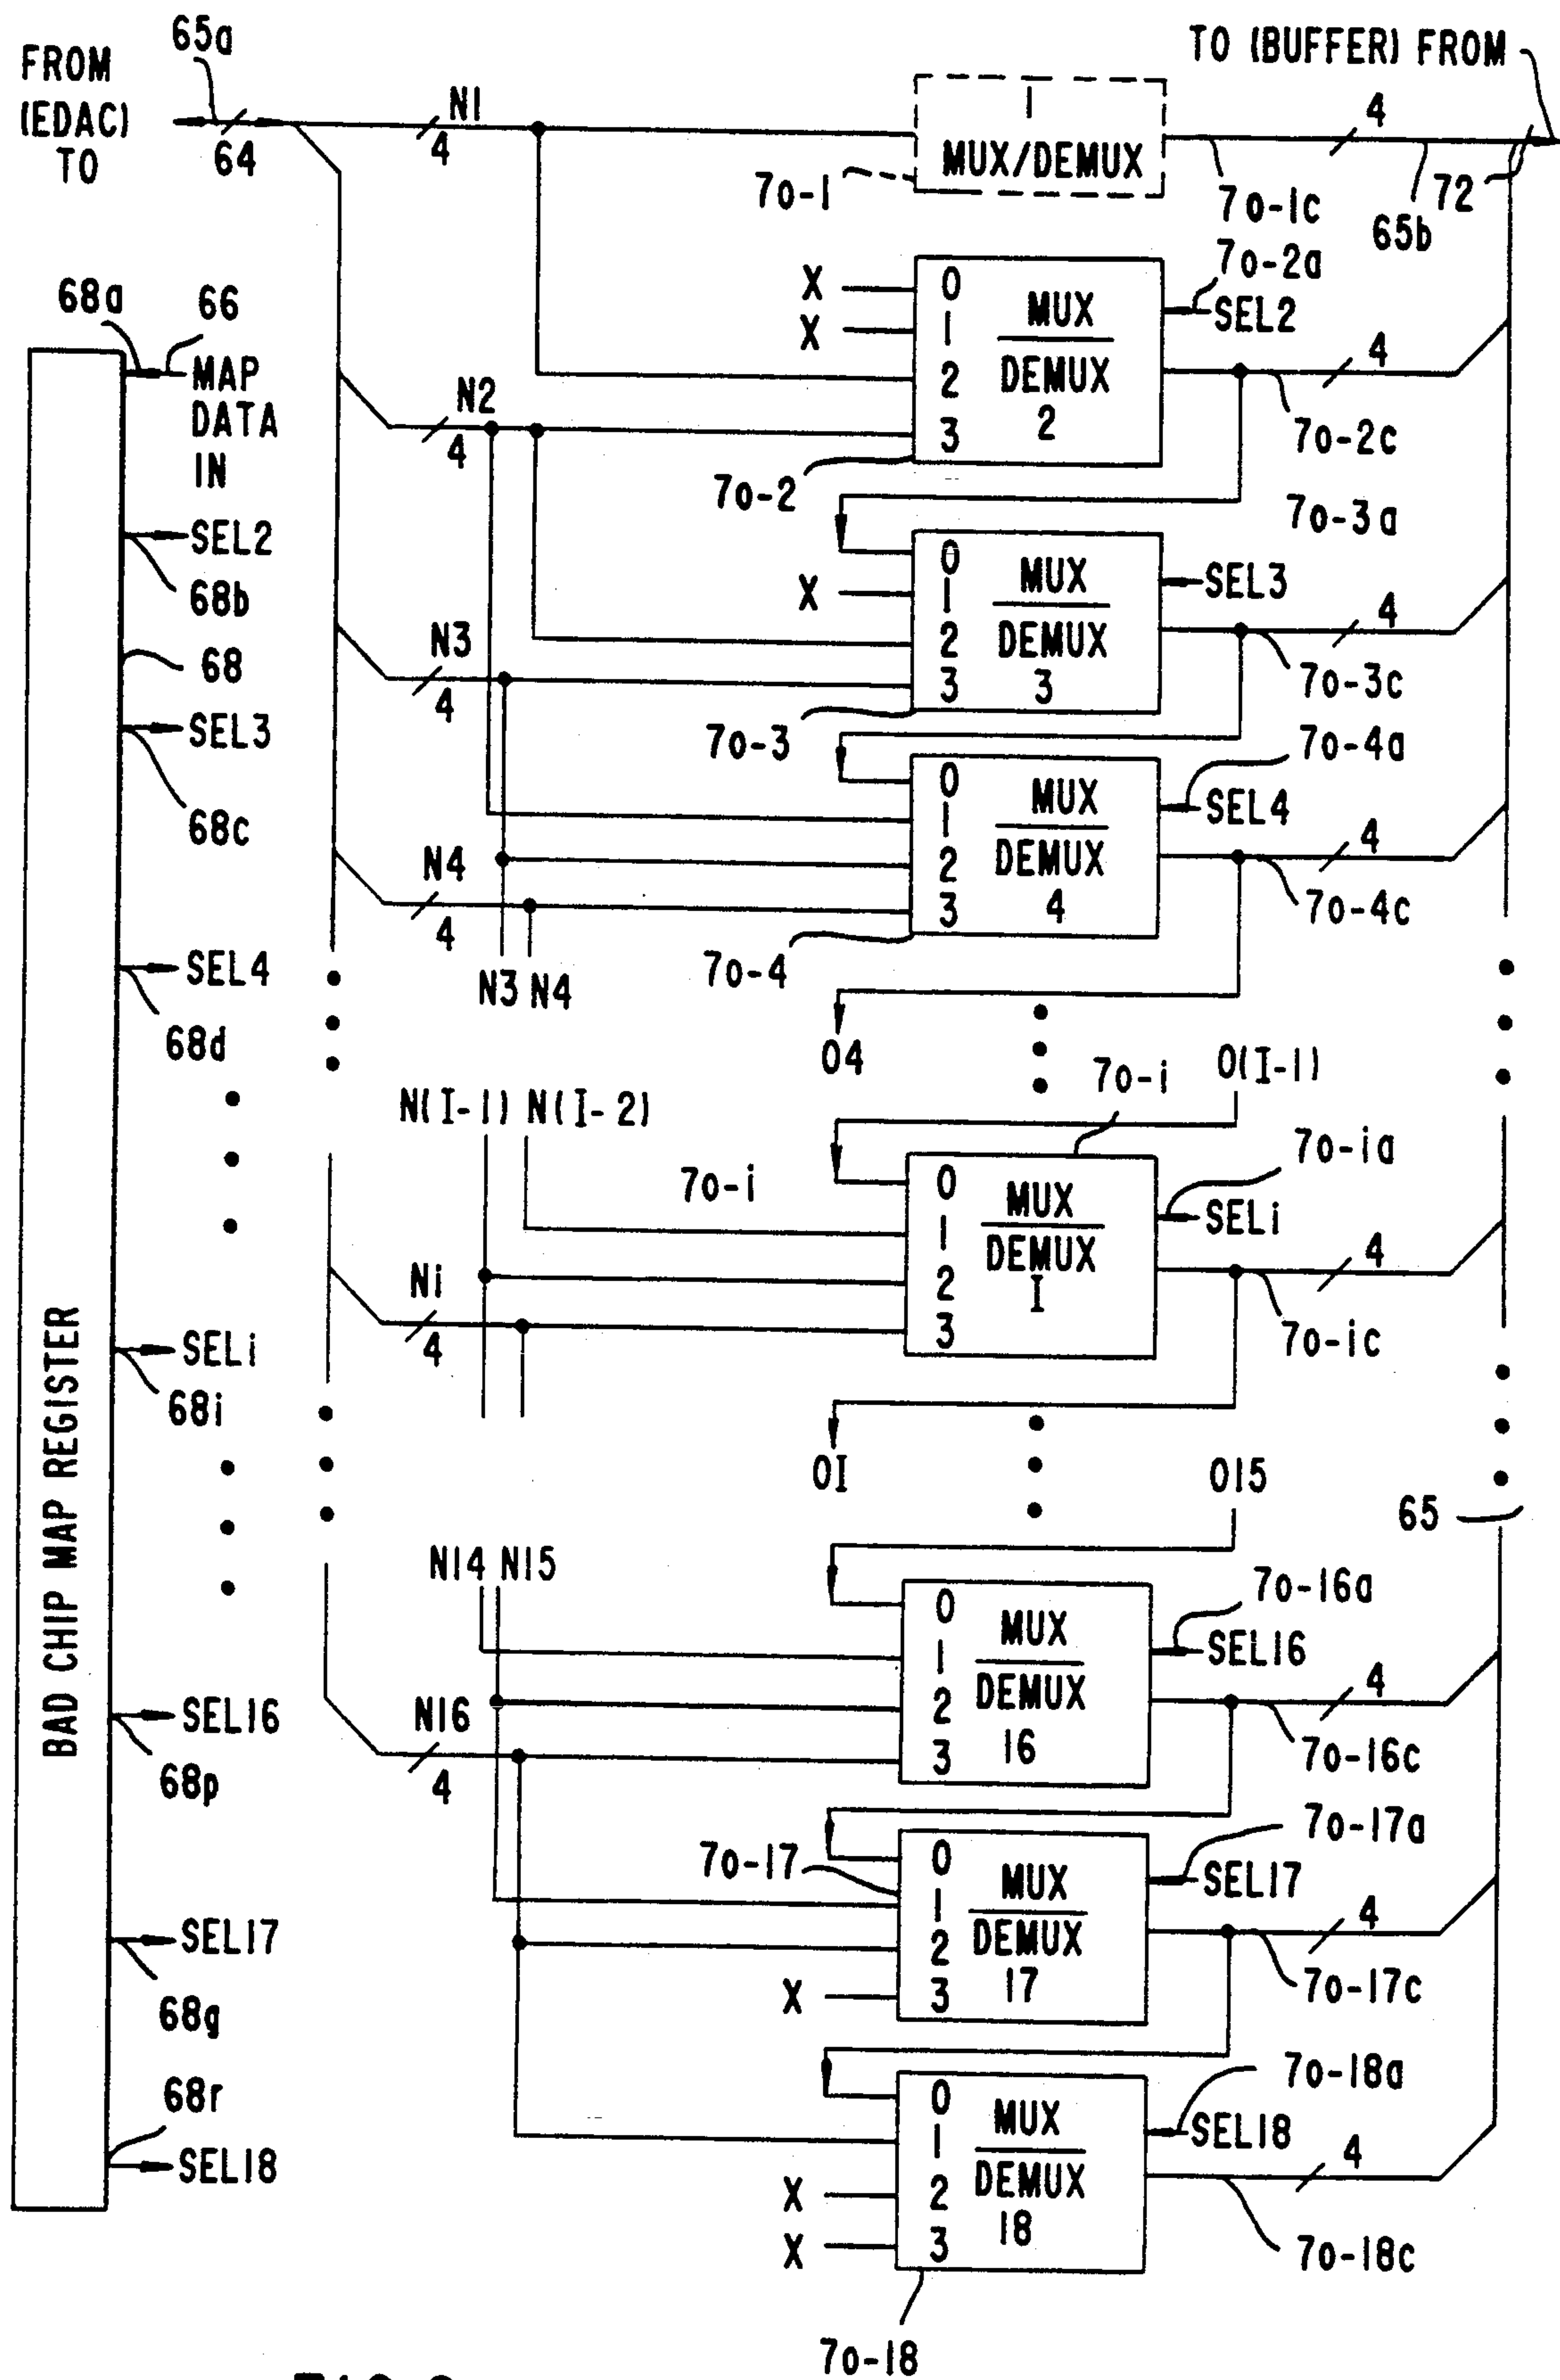 65a
FROM
(EDAC)
TO
64
N1
4
1
MUX/DEMUX
70-1
TO (BUFFER) FROM
4
70-1c
65b
72
68a
66
MAP
DATA
IN
X
X
0
1
2
3
MUX
DEMUX
2
70-2a
SEL2
4
70-2c
N2
4
70-2
SEL2
68b
68
X
0
1
2
3
MUX
DEMUX
3
70-3a
SEL3
4
70-3c
N3
4
70-3
SEL3
68c
0
1
2
3
MUX
DEMUX
4
70-4a
SEL4
4
70-4c
N4
4
N3 N4
70-4
SEL4
68d
04
N(I-1) N(I-2)
70-i
70-i
O(I-1)
0
1
2
3
MUX
DEMUX
I
70-ia
SELi
4
70-ic
Ni
4
SELi
68i
OI
015
65
BAD CHIP MAP REGISTER
N14 N15
0
1
2
3
MUX
DEMUX
16
70-16a
SEL16
4
70-16c
N16
4
SEL16
68p
70-17
X
0
1
2
3
MUX
DEMUX
17
70-17a
SEL17
4
70-17c
SEL17
68g
68r
SEL18
X
X
0
1
2
3
MUX
DEMUX
18
70-18a
SEL18
4
70-18c
70-18